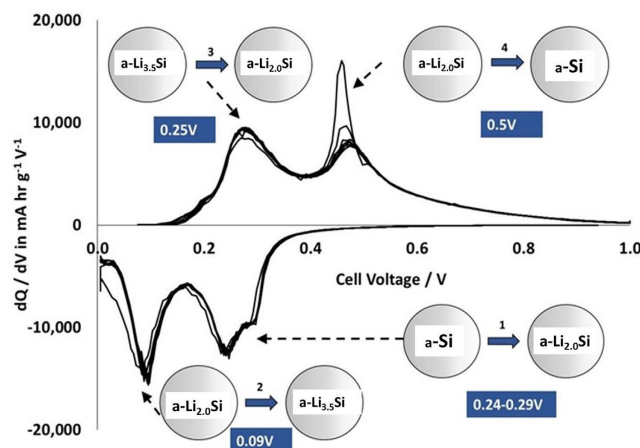 20,000
3
4
a-Li₃.₅Si
a-Li₂.₀Si
a-Li₂.₀Si
a-Si
0.25V
0.5V
10,000
0
0.0
0.2
0.4
0.6
0.8
1.0
Cell Voltage / V
dQ / dV in mA hr g⁻¹ V⁻¹
-10,000
1
a-Si
a-Li₂.₀Si
2
a-Li₂.₀Si
a-Li₃.₅Si
0.24-0.29V
0.09V
-20,000